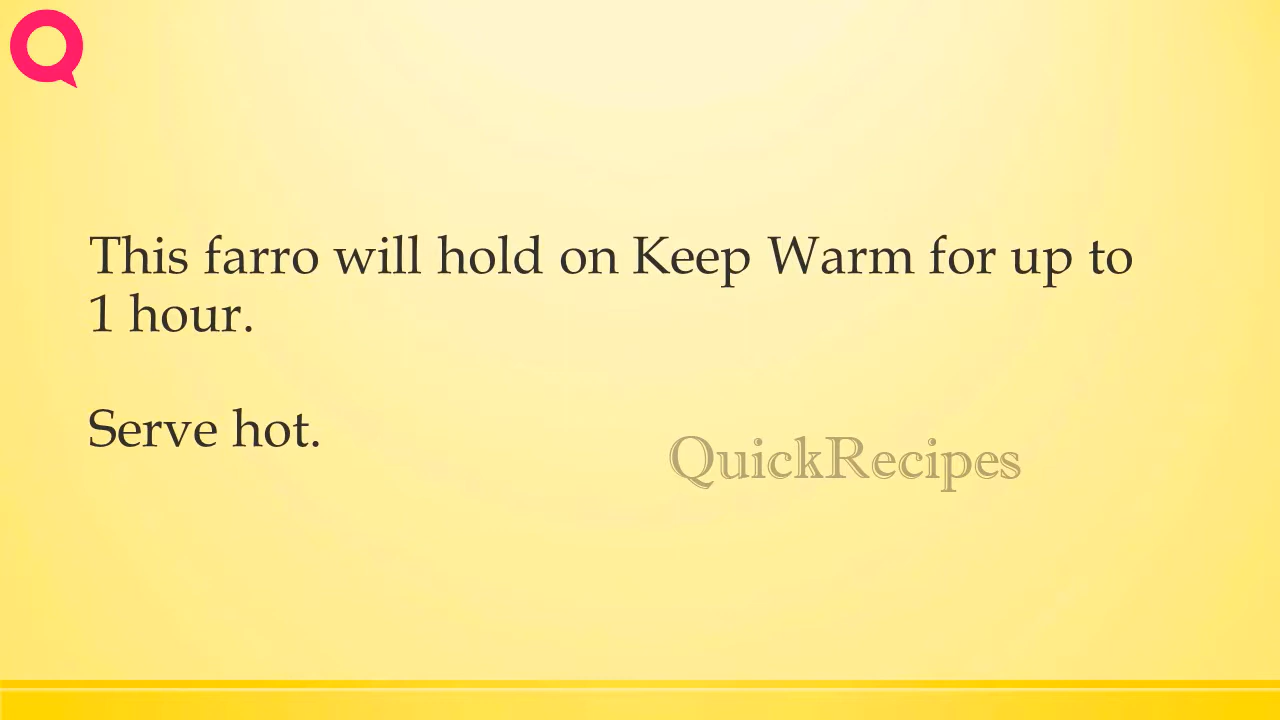 This farro will hold on Keep Warm for up to
1 hour.
Serve hot.
QuickRecipes